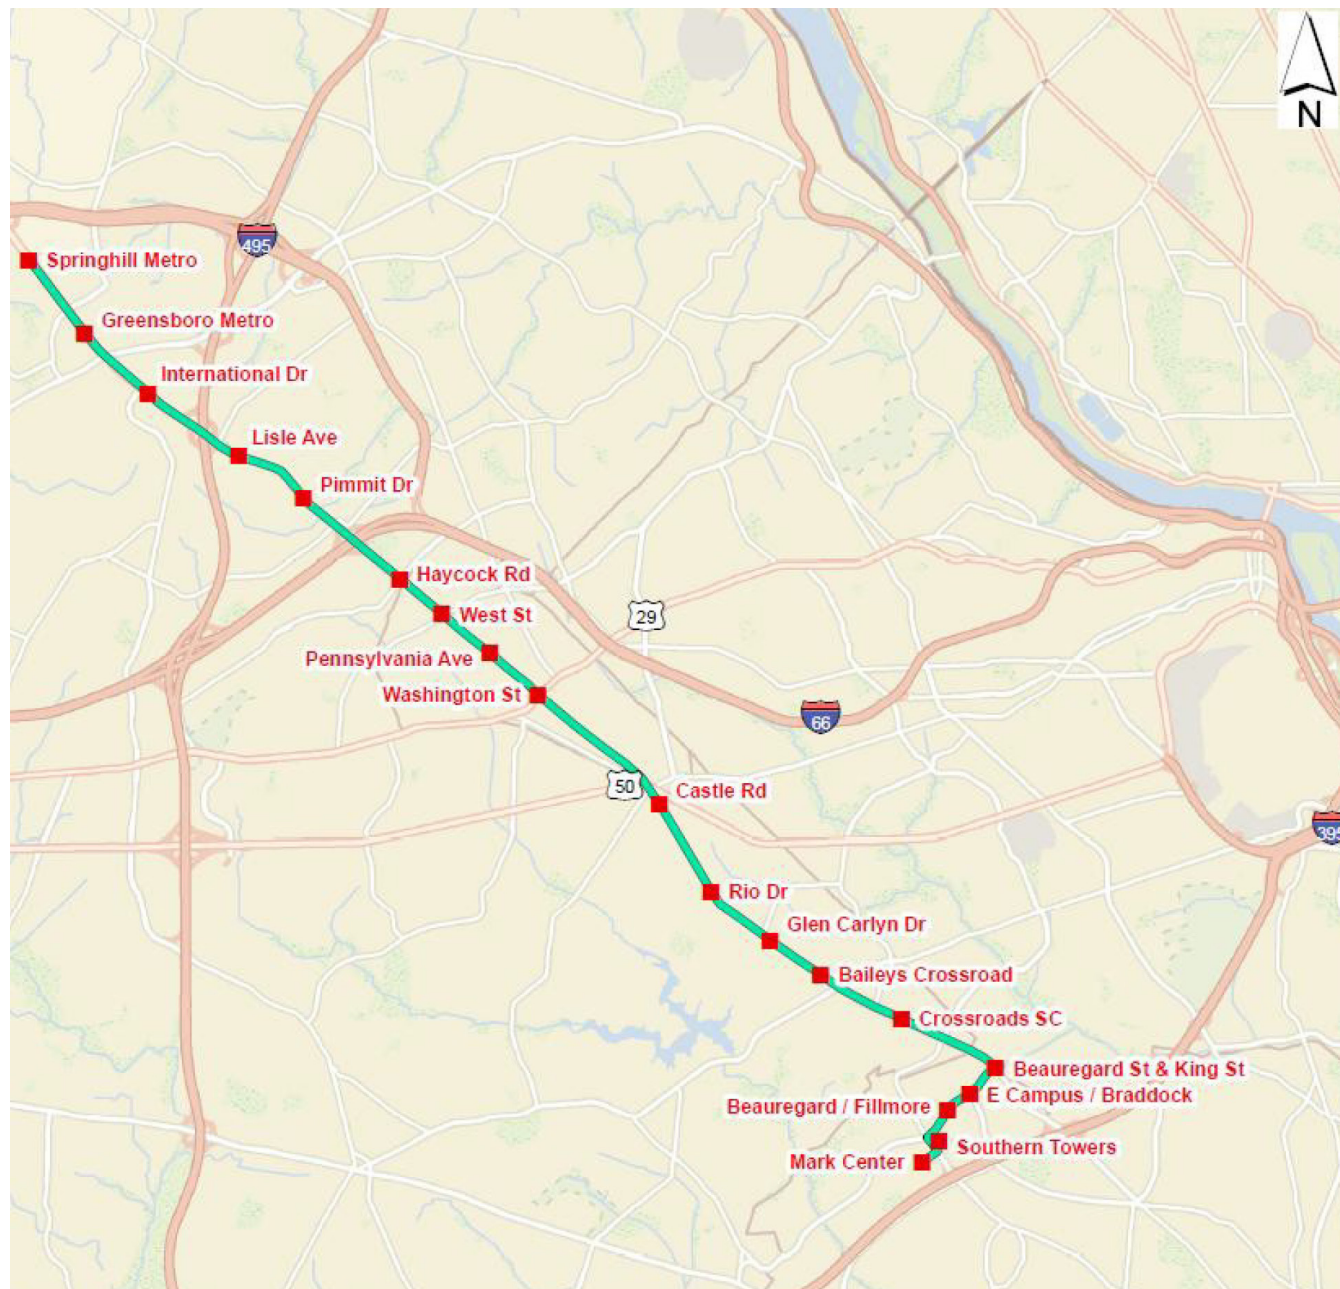 N
495
Springhill Metro
Greensboro Metro
International Dr
Lisle Ave
Pimmit Dr
Haycock Rd
West St
29
Pennsylvania Ave
Washington St
66
50
Castle Rd
395
Rio Dr
Glen Carlyn Dr
Baileys Crossroad
Crossroads SC
Beauregard St & King St
E Campus / Braddock
Beauregard / Fillmore
Southern Towers
Mark Center